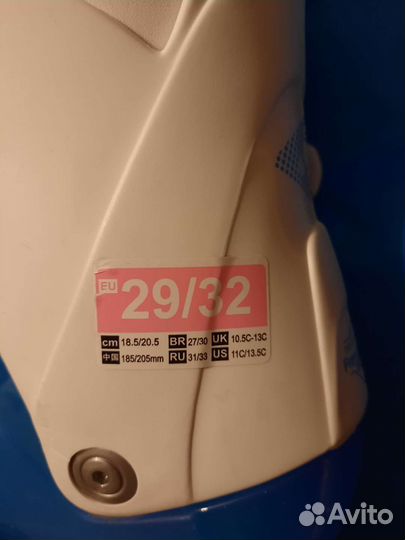 EU 29/32
cm 18.5/20.5 BR 27/30 UK 10.5C-13C
中国 185/205mm RU 31/33 US 11C/13.5C
Avito